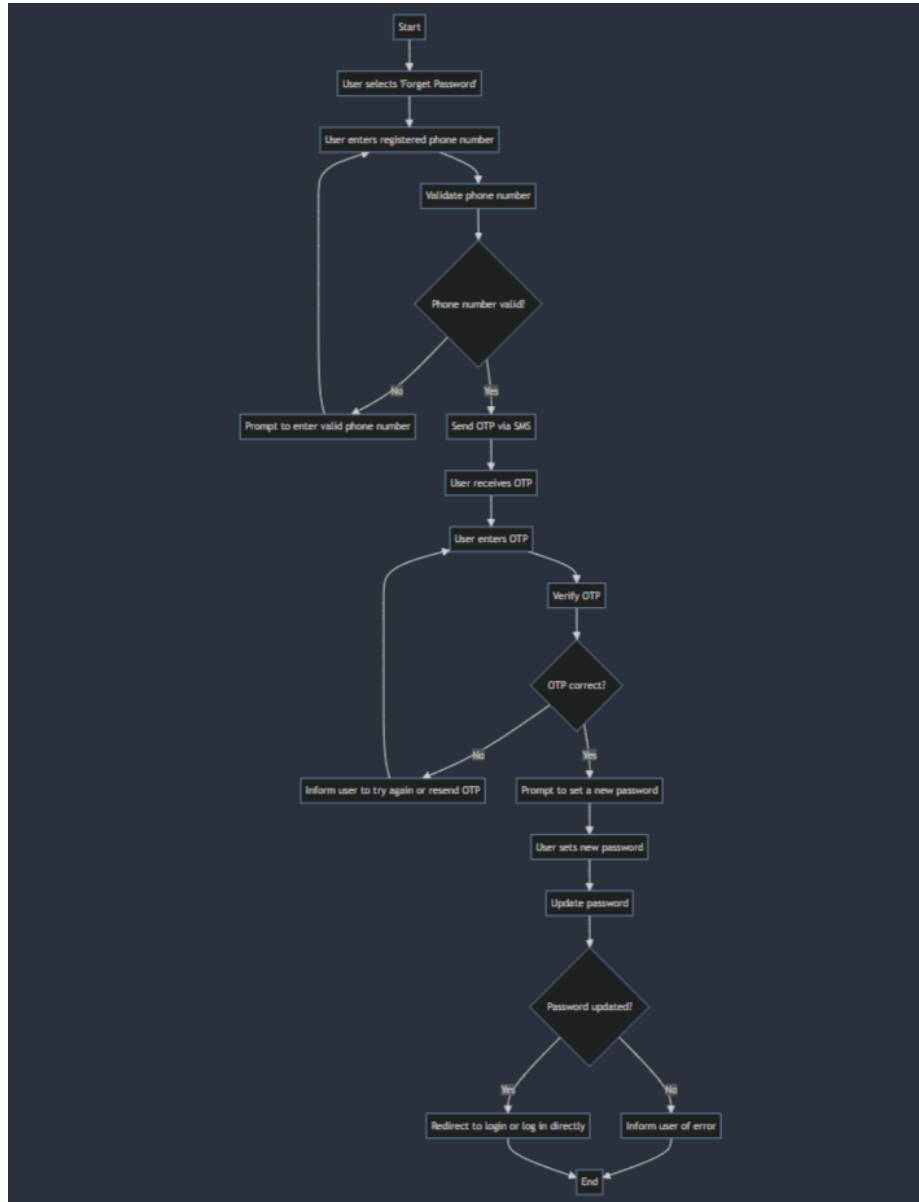 Start
User selects 'Forget Password'
User enters registered phone number
Validate phone number
Phone number valid?
No
Yes
Prompt to enter valid phone number
Send OTP via SMS
User receives OTP
User enters OTP
Verify OTP
OTP correct?
No
Yes
Inform user to try again or resend OTP
Prompt to set a new password
User sets new password
Update password
Password updated?
Yes
No
Redirect to login or log in directly
Inform user of error
End